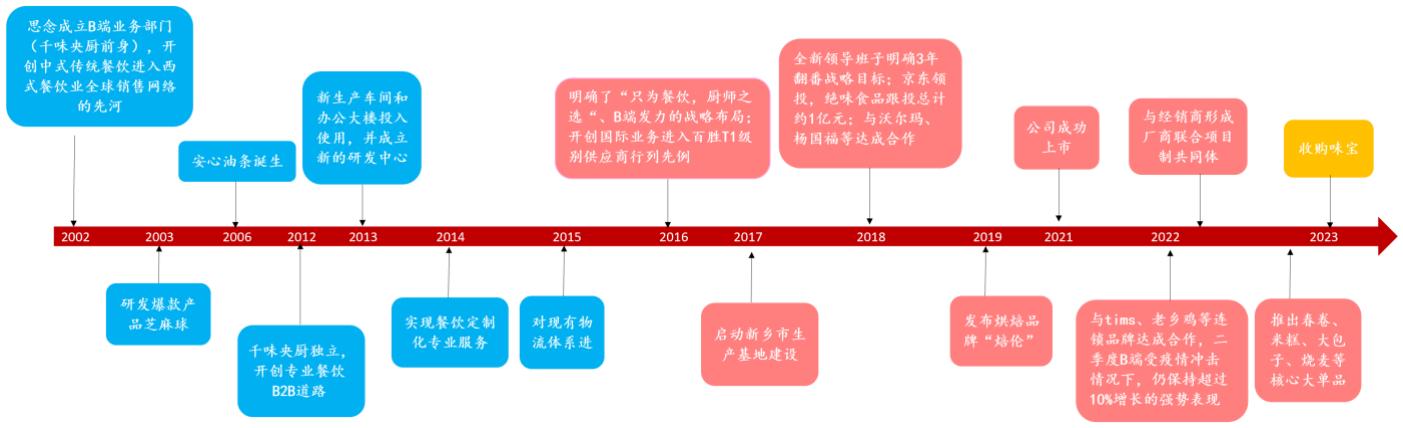 思念成立B端业务部门
（千味央厨前身），开
创中式传统餐饮进入西
式餐饮业全球销售网络
的先河
安心油条诞生
新生产车间和
办公大楼投入
使用，并成立
新的研发中心
明确了“只为餐饮，厨师之
选“、B端发力的战略布局；
开创国际业务进入百胜T1级
别供应商行列先例
全新领导班子明确3年
翻番战略目标；京东领
投，绝味食品跟投总计
约1亿元；与沃尔玛、
杨国福等达成合作
公司成功
上市
与经销商形成
厂商联合项目
制共同体
收购味宝
2002
2003
2006
2012
2013
2014
2015
2016
2017
2018
2019
2021
2022
2023
研发爆款产
品芝麻球
千味央厨独立，
开创专业餐饮
B2B道路
实现餐饮定制
化专业服务
对现有物
流体系进
启动新乡市生
产基地建设
发布烘焙品
牌“焙伦”
与tims、老乡鸡等连
锁品牌达成合作，二
季度B端受疫情冲击
情况下，仍保持超过
10%增长的强势表现
推出春卷、
米糕、大包
子、烧麦等
核心大单品